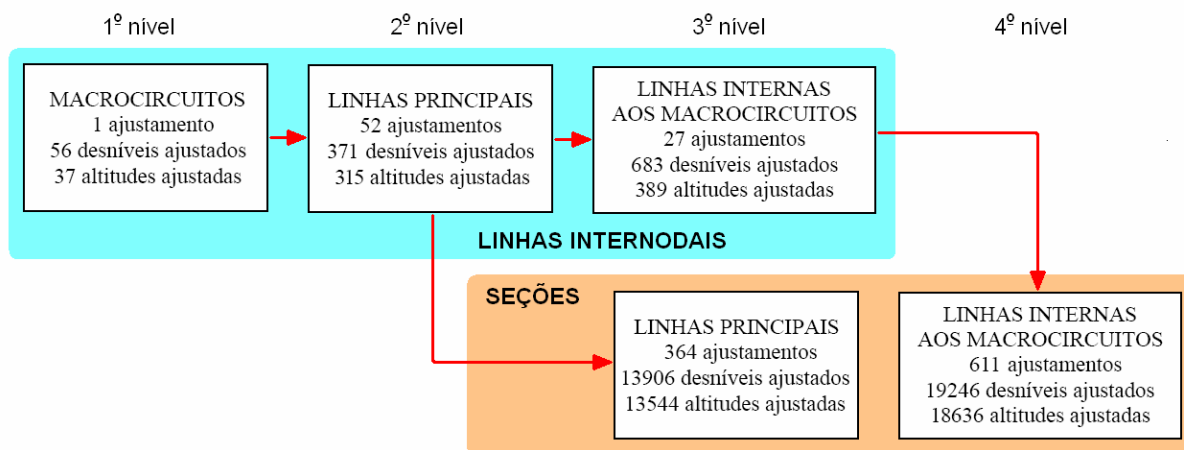 1º nível
2º nível
3º nível
4º nível
MACROCIRCUITOS
1 ajustamento
56 desníveis ajustados
37 altitudes ajustadas
LINHAS PRINCIPAIS
52 ajustamentos
371 desníveis ajustados
315 altitudes ajustadas
LINHAS INTERNAS
AOS MACROCIRCUITOS
27 ajustamentos
683 desníveis ajustados
389 altitudes ajustadas
LINHAS INTERNODAIS
SEÇÕES
LINHAS PRINCIPAIS
364 ajustamentos
13906 desníveis ajustados
13544 altitudes ajustadas
LINHAS INTERNAS
AOS MACROCIRCUITOS
611 ajustamentos
19246 desníveis ajustados
18636 altitudes ajustadas